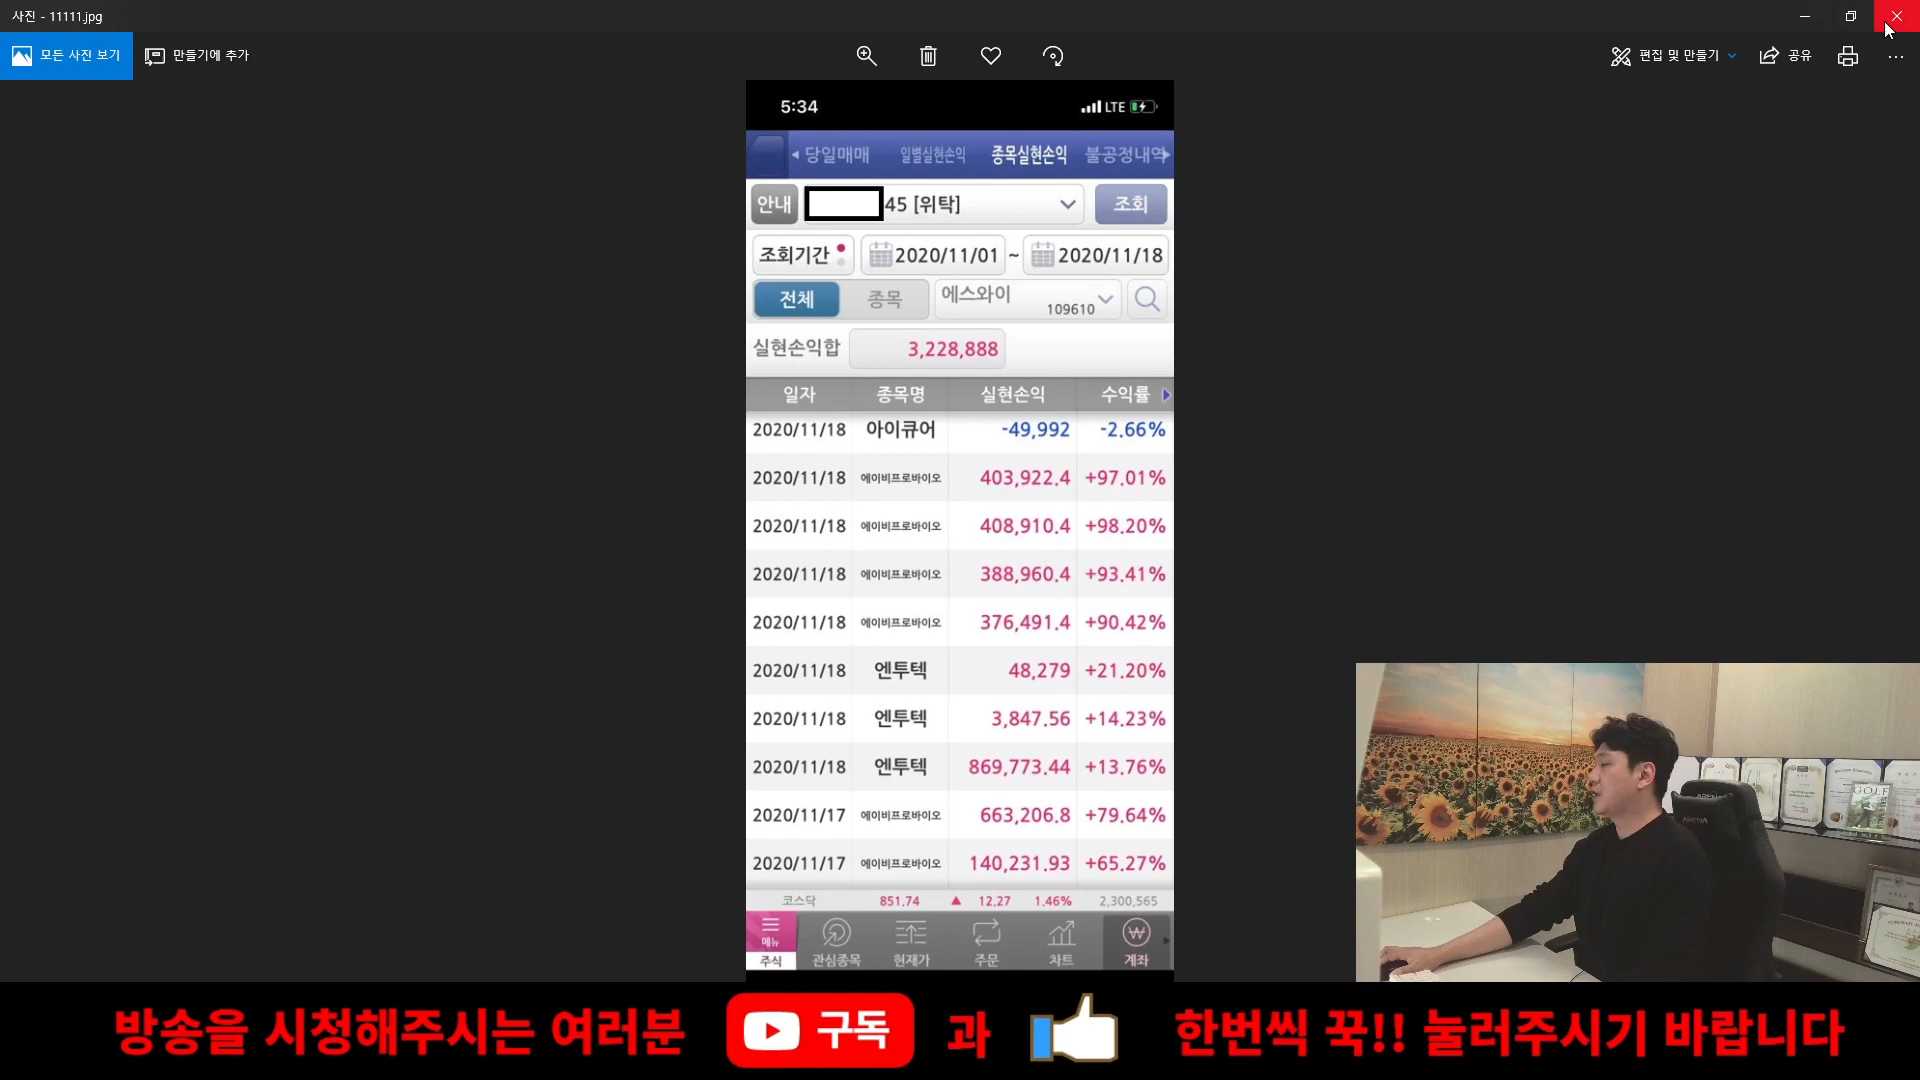 사진 - 11111.jpg
모든 사진 보기 만들기에 추가 편집 및 만들기 공유
5:34 LTE
당일매매 일별실현손익 종목실현손익 불공정내역
안내 45 [위탁] 조회
조회기간 2020/11/01 ~ 2020/11/18
전체 종목 에스와이 109610
실현손익합 3,228,888
일자 종목명 실현손익 수익률
2020/11/18 아이큐어 -49,992 -2.66%
2020/11/18 에이비프로바이오 403,922.4 +97.01%
2020/11/18 에이비프로바이오 408,910.4 +98.20%
2020/11/18 에이비프로바이오 388,960.4 +93.41%
2020/11/18 에이비프로바이오 376,491.4 +90.42%
2020/11/18 엔투텍 48,279 +21.20%
2020/11/18 엔투텍 3,847.56 +14.23%
2020/11/18 엔투텍 869,773.44 +13.76%
2020/11/17 에이비프로바이오 663,206.8 +79.64%
2020/11/17 에이비프로바이오 140,231.93 +65.27%
코스닥 851.74 ▲ 12.27 1.46% 2,300,565
메뉴
주식 관심종목 현재가 주문 차트 계좌
ARENA
GOLF
방송을 시청해주시는 여러분 구독 과 한번씩 꾹!! 눌러주시기 바랍니다